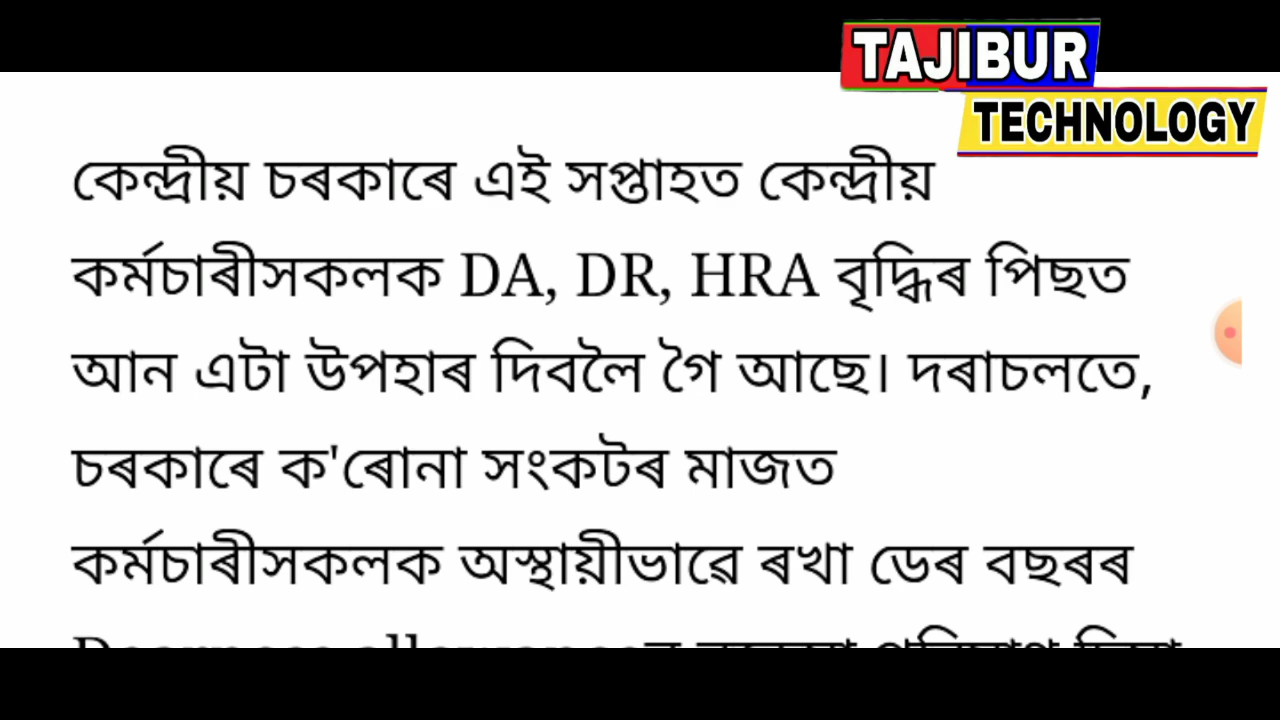 TAJIBUR
TECHNOLOGY
কেন্দ্ৰীয় চৰকাৰে এই সপ্তাহত কেন্দ্ৰীয়
কৰ্মচাৰীসকলক DA, DR, HRA বৃদ্ধিৰ পিছত
আন এটা উপহাৰ দিবলৈ গৈ আছে। দৰাচলতে,
চৰকাৰে ক'ৰোনা সংকটৰ মাজত
কৰ্মচাৰীসকলক অস্থায়ীভাৱে ৰখা ডেৰ বছৰৰ